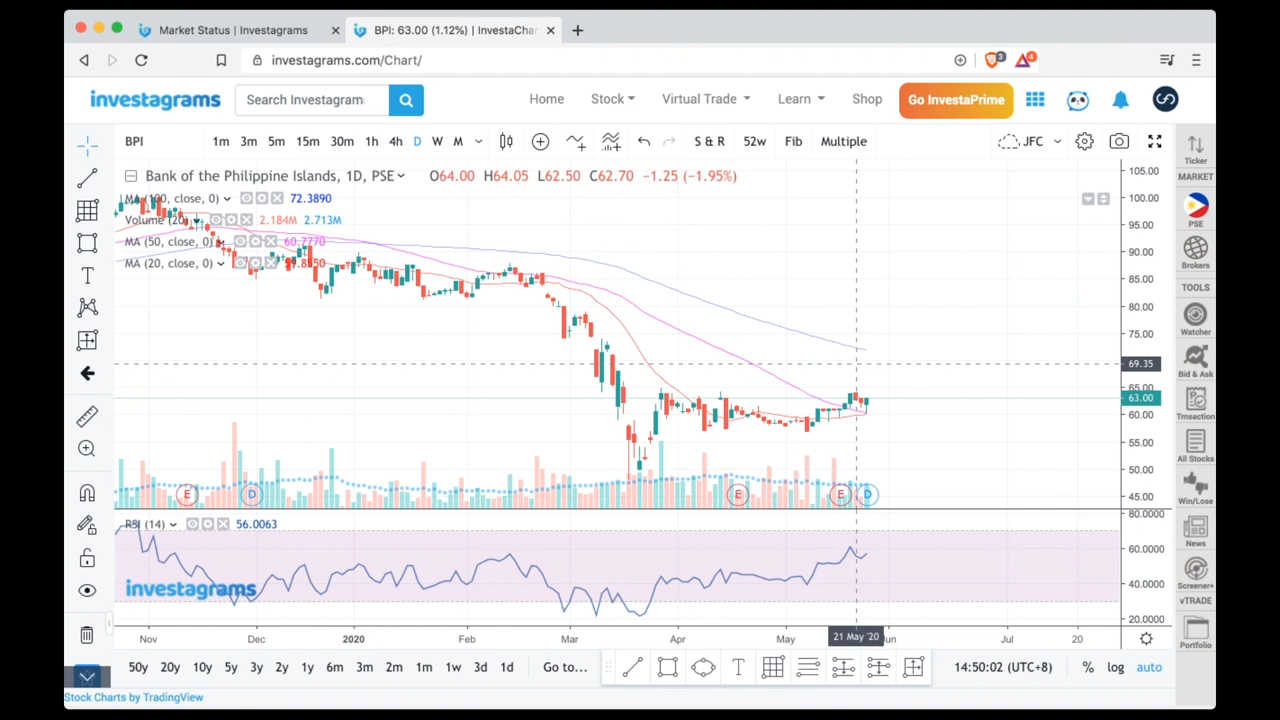 Market Status | Investagrams
BPI: 63.00 (1.12%) | InvestaChar
investagrams.com/Chart/
3
4
investagrams
Search Investagram
Home
Stock
Virtual Trade
Learn
Shop
Go InvestaPrime
BPI
1m 3m 5m 15m 30m 1h 4h D W M
S & R
52w
Fib
Multiple
JFC
Bank of the Philippine Islands, 1D, PSE O64.00 H64.05 L62.50 C62.70 -1.25 (-1.95%)
MA (100, close, 0) 72.3890
Volume (20) 2.184M 2.713M
MA (50, close, 0) 60.7770
MA (20, close, 0)
105.00
100.00
95.00
90.00
85.00
80.00
75.00
69.35
65.00
63.00
60.00
55.00
50.00
45.00
E D E E D
RSI (14) 56.0063
80.0000
60.0000
40.0000
20.0000
investagrams
Nov Dec 2020 Feb Mar Apr May 21 May '20 Jun Jul 20
50y 20y 10y 5y 3y 2y 1y 6m 3m 2m 1m 1w 3d 1d Go to...
T
14:50:02 (UTC+8) % log auto
Stock Charts by TradingView
Ticker
MARKET
PSE
Brokers
TOOLS
Watcher
Bid & Ask
Trnsaction
All Stocks
Win/Lose
News
Screener+
vTRADE
Portfolio